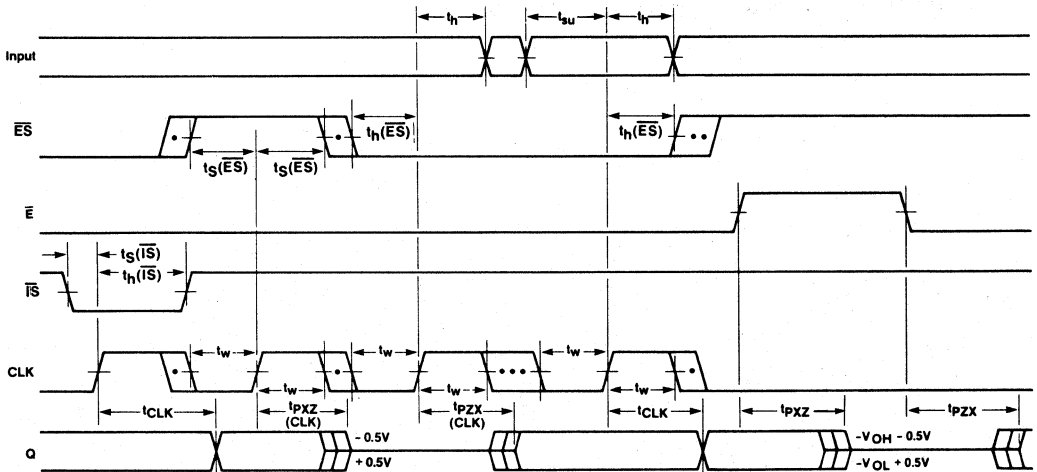 th tsu th
Input
ES
th(ES) th(ES)
tS(ES) tS(ES)
E
tS(IS)
th(IS)
IS
tw tw tw
CLK
tw tw tw
tCLK tPXZ (CLK) tPZX (CLK) tCLK tPXZ tPZX
Q
– 0.5V –VOH – 0.5V
+ 0.5V –VOL + 0.5V